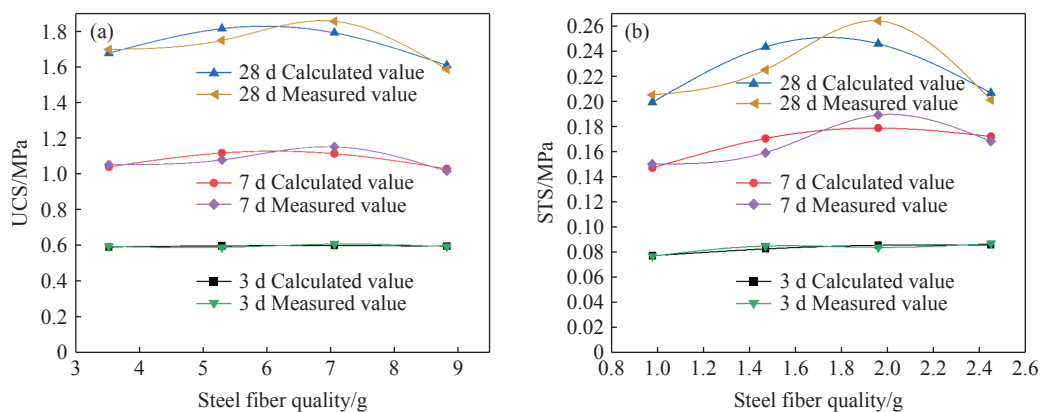 (a)
1.8
1.6
1.4
1.2
1.0
0.8
0.6
0.4
0.2
0
UCS/MPa
28 d Calculated value
28 d Measured value
7 d Calculated value
7 d Measured value
3 d Calculated value
3 d Measured value
3 4 5 6 7 8 9
Steel fiber quality/g
(b)
0.26
0.24
0.22
0.20
0.18
0.16
0.14
0.12
0.10
0.08
0.06
0.04
0.02
0
STS/MPa
28 d Calculated value
28 d Measured value
7 d Calculated value
7 d Measured value
3 d Calculated value
3 d Measured value
1.0 1.2 1.4 1.6 1.8 2.0 2.2 2.4 2.6
Steel fiber quality/g